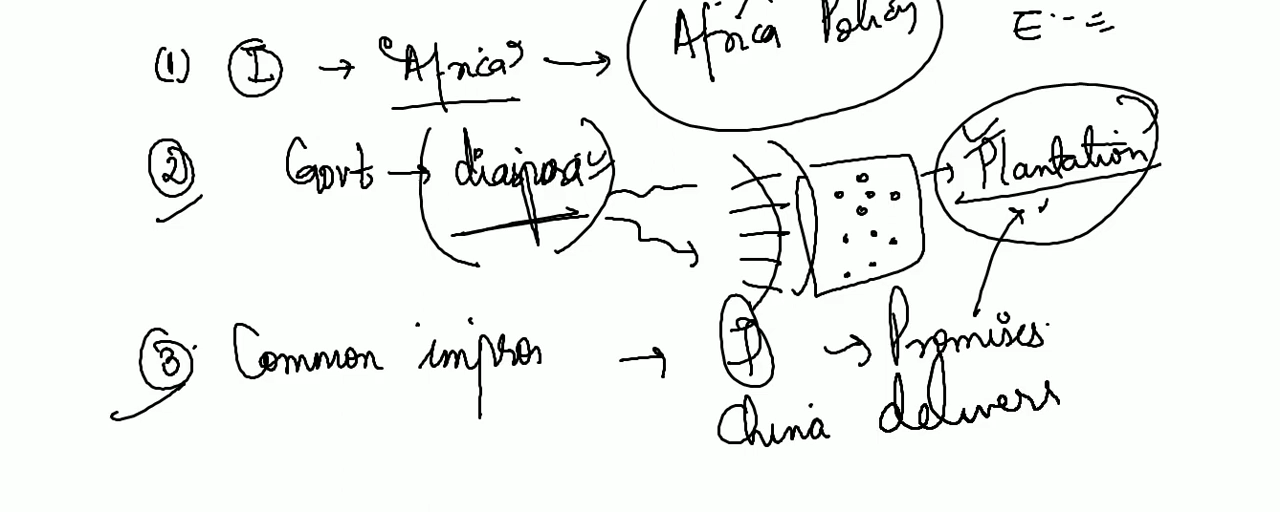 Africa Policy
(1) I → "Africa" →
② Govt → (diaspora) → Plantation
③ Common impres → I → Promises
China delivers